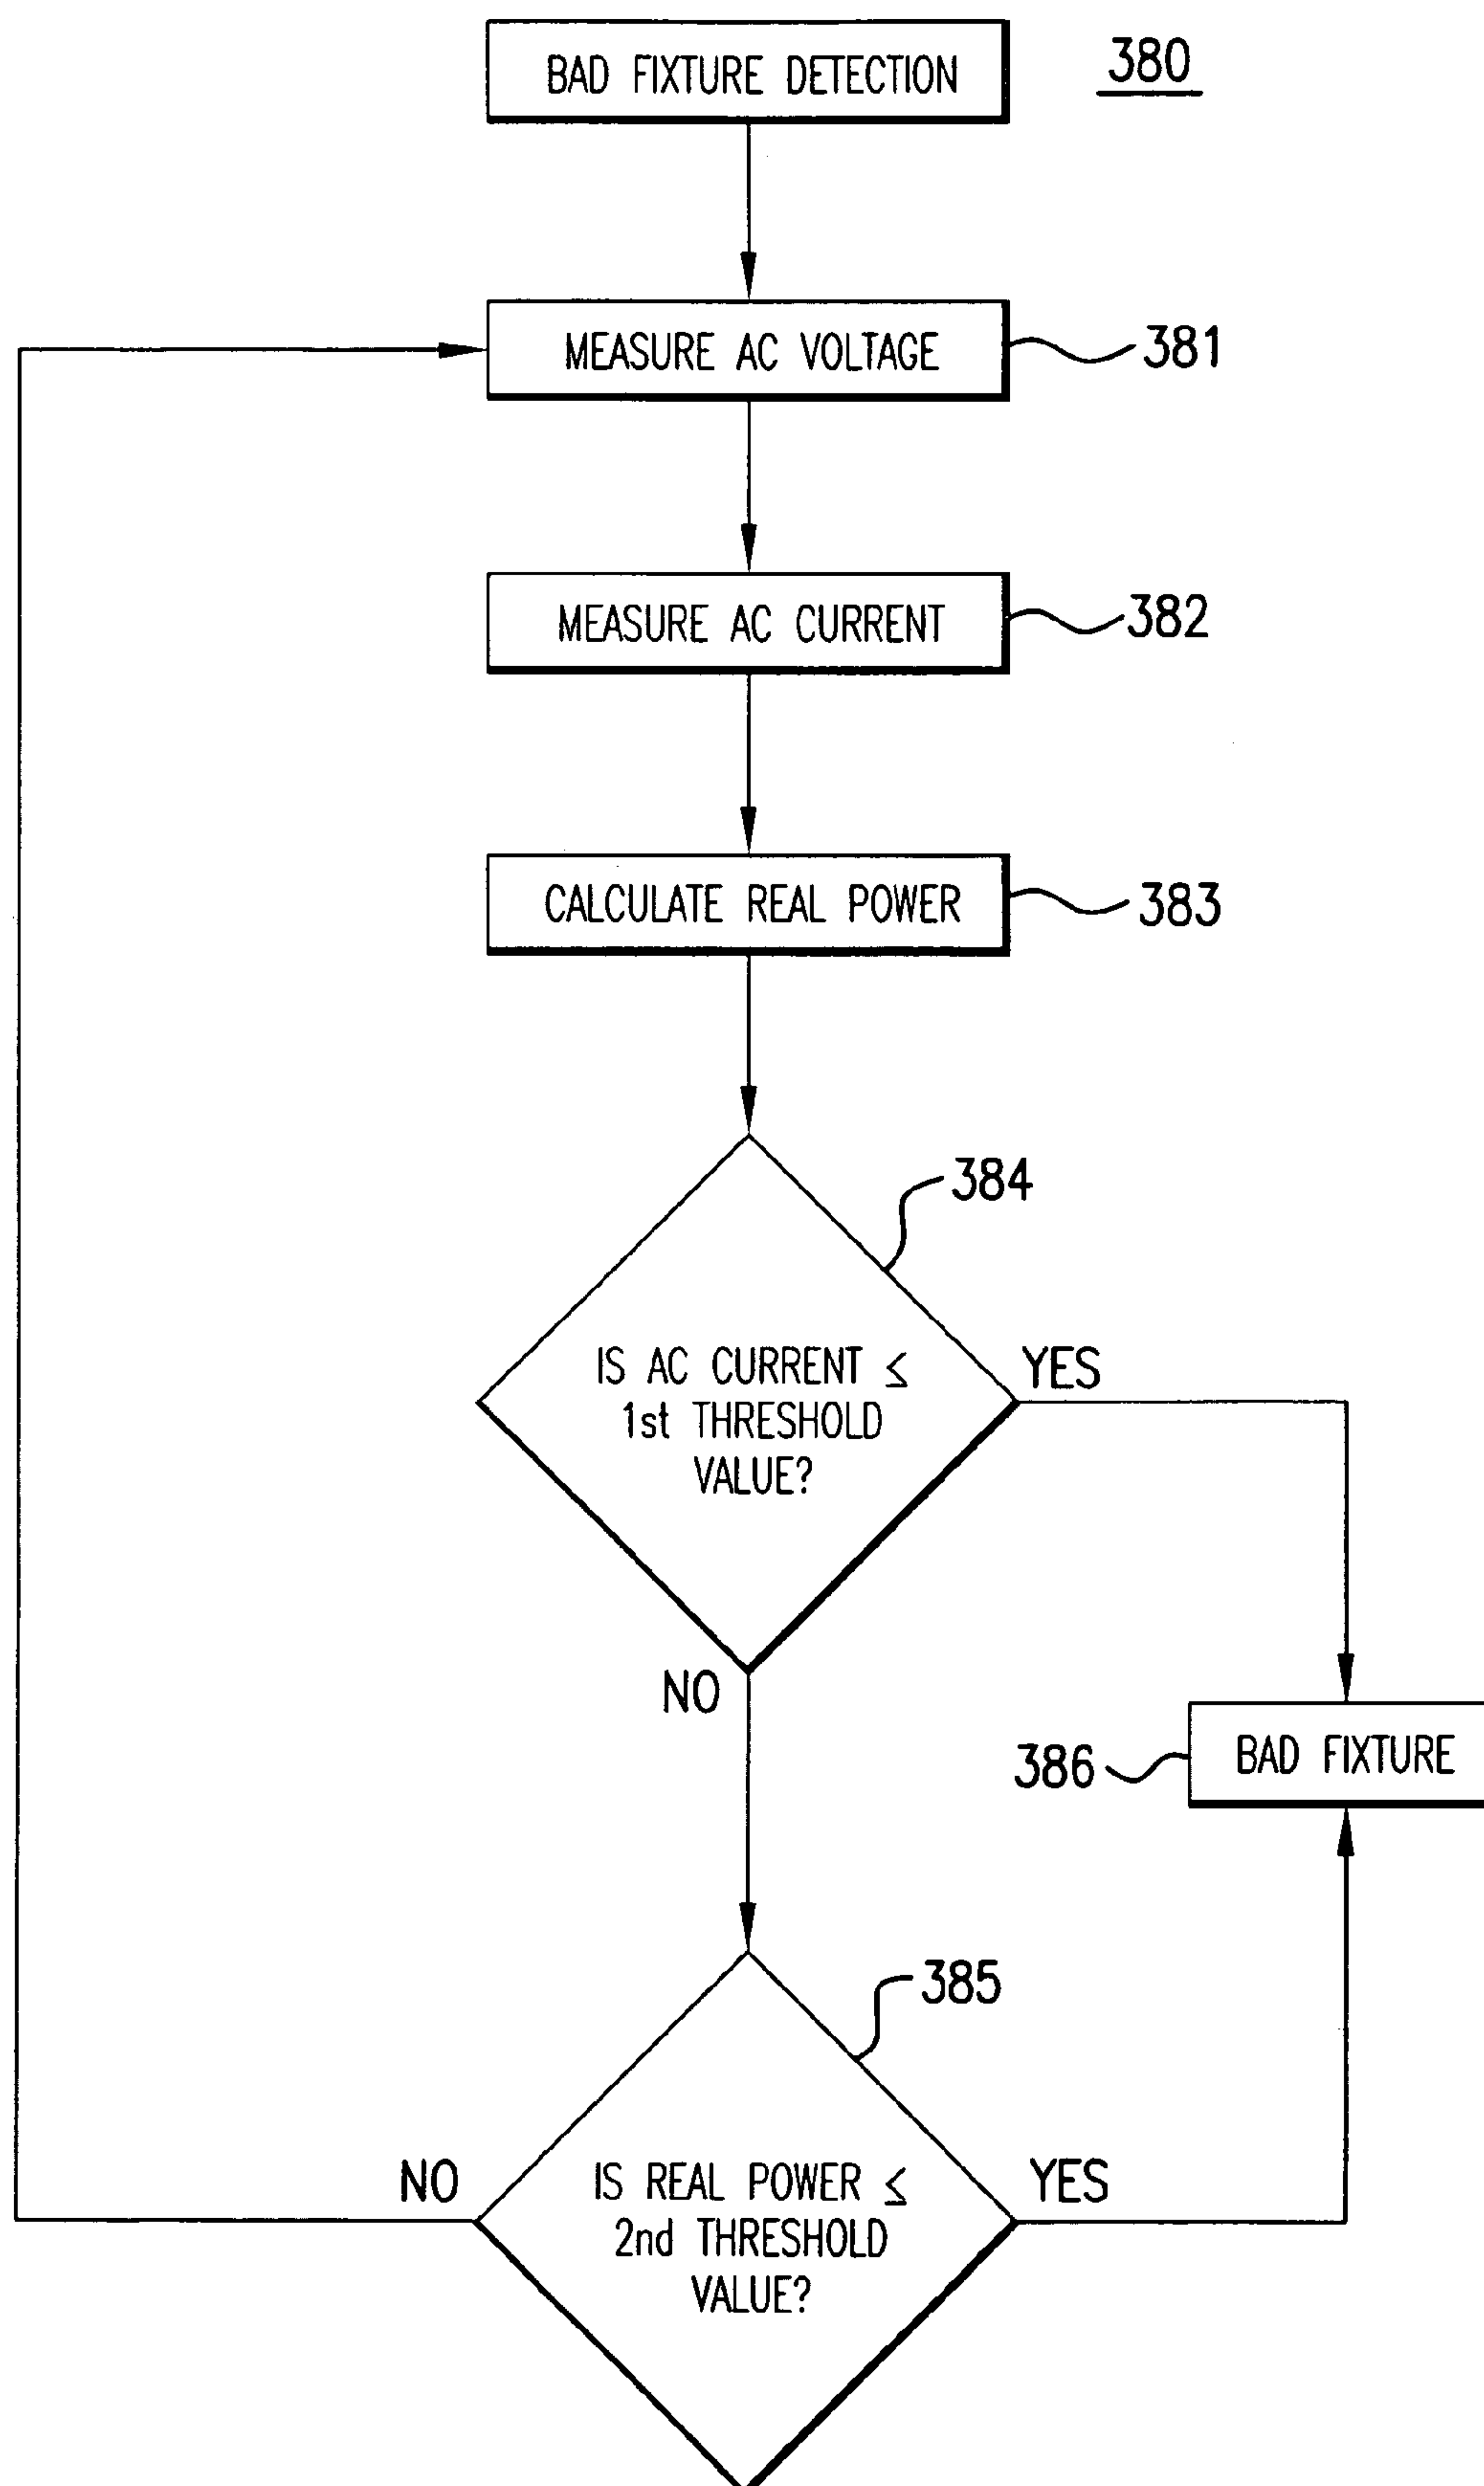 BAD FIXTURE DETECTION
380
MEASURE AC VOLTAGE
381
MEASURE AC CURRENT
382
CALCULATE REAL POWER
383
384
IS AC CURRENT ≤
1st THRESHOLD
VALUE?
YES
NO
386
BAD FIXTURE
385
NO
IS REAL POWER ≤
2nd THRESHOLD
VALUE?
YES